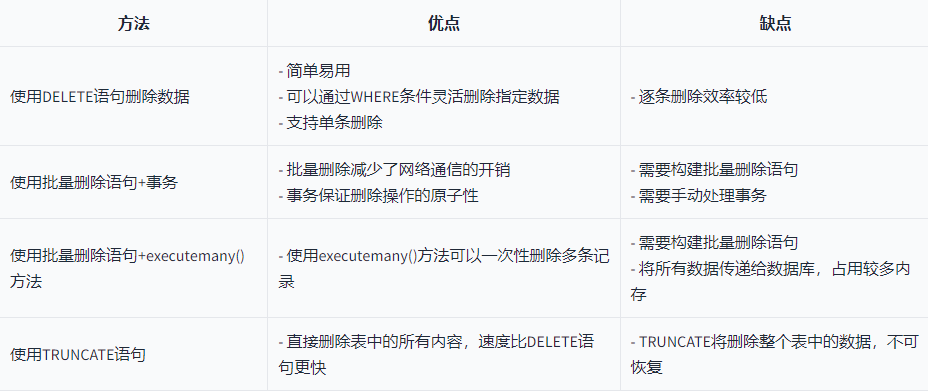 方法 优点 缺点
使用DELETE语句删除数据
- 简单易用
- 可以通过WHERE条件灵活删除指定数据
- 支持单条删除
- 逐条删除效率较低
使用批量删除语句+事务
- 批量删除减少了网络通信的开销
- 事务保证删除操作的原子性
- 需要构建批量删除语句
- 需要手动处理事务
使用批量删除语句+executemany()
方法
- 使用executemany()方法可以一次性删除多条记
录
- 需要构建批量删除语句
- 将所有数据传递给数据库，占用较多内
存
使用TRUNCATE语句
- 直接删除表中的所有内容，速度比DELETE语
句更快
- TRUNCATE将删除整个表中的数据，不可
恢复